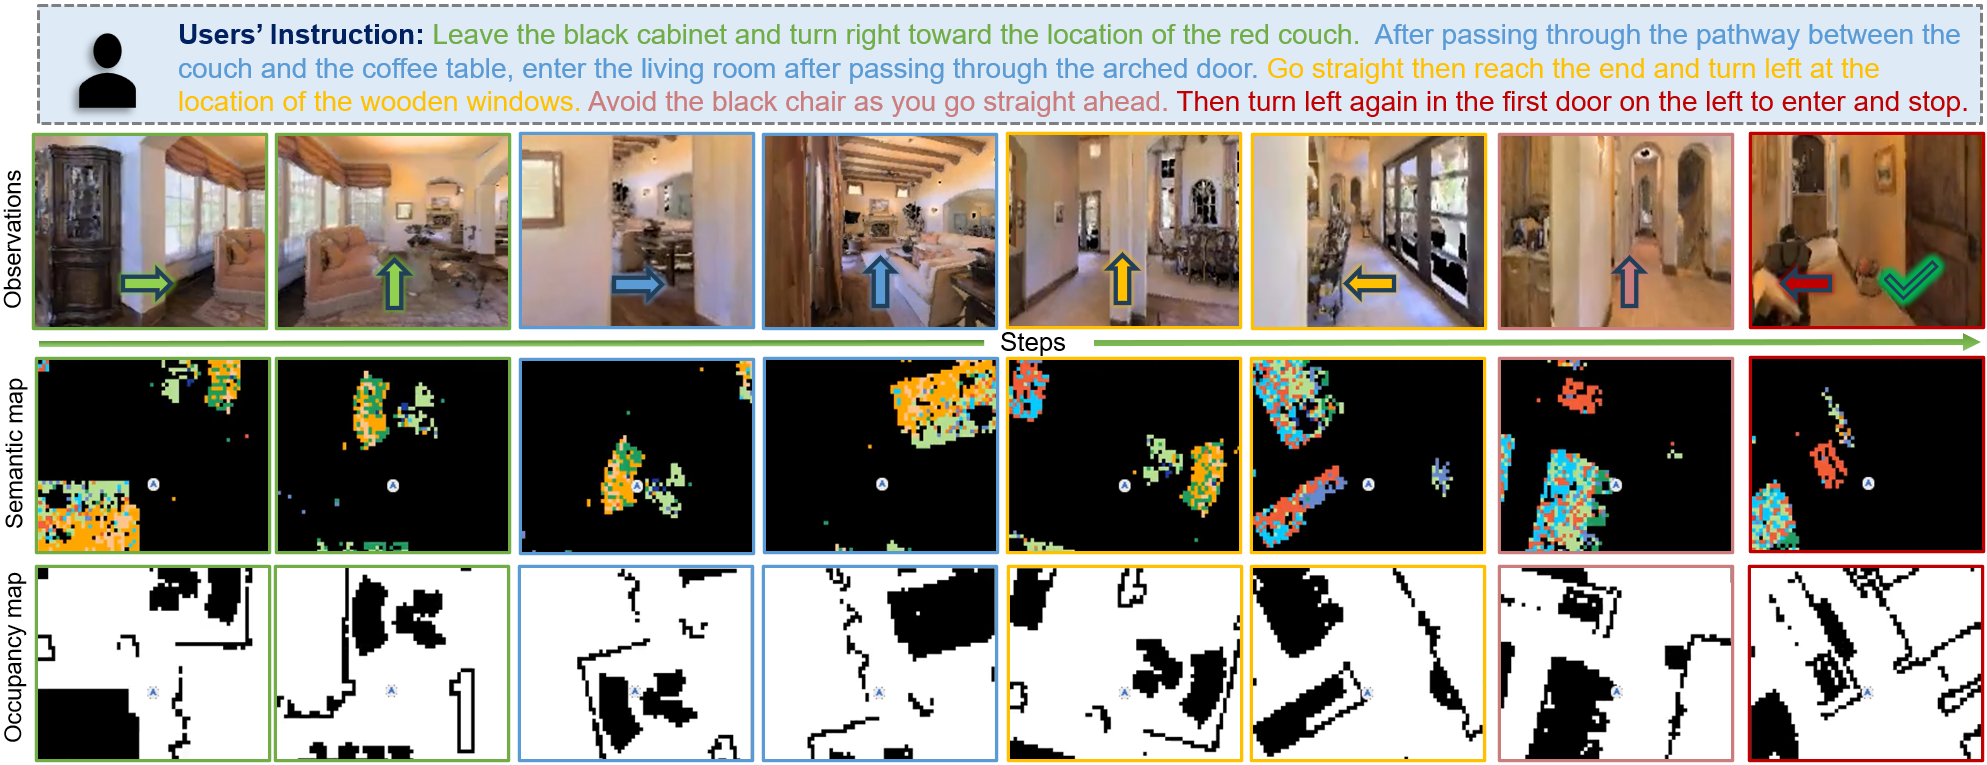 Users’ Instruction: Leave the black cabinet and turn right toward the location of the red couch. After passing through the pathway between the
couch and the coffee table, enter the living room after passing through the arched door. Go straight then reach the end and turn left at the
location of the wooden windows. Avoid the black chair as you go straight ahead. Then turn left again in the first door on the left to enter and stop.
Observations
Steps
Semantic map
A
A
A
A
A
A
A
A
Occupancy map
A
A
A
A
A
A
A
A